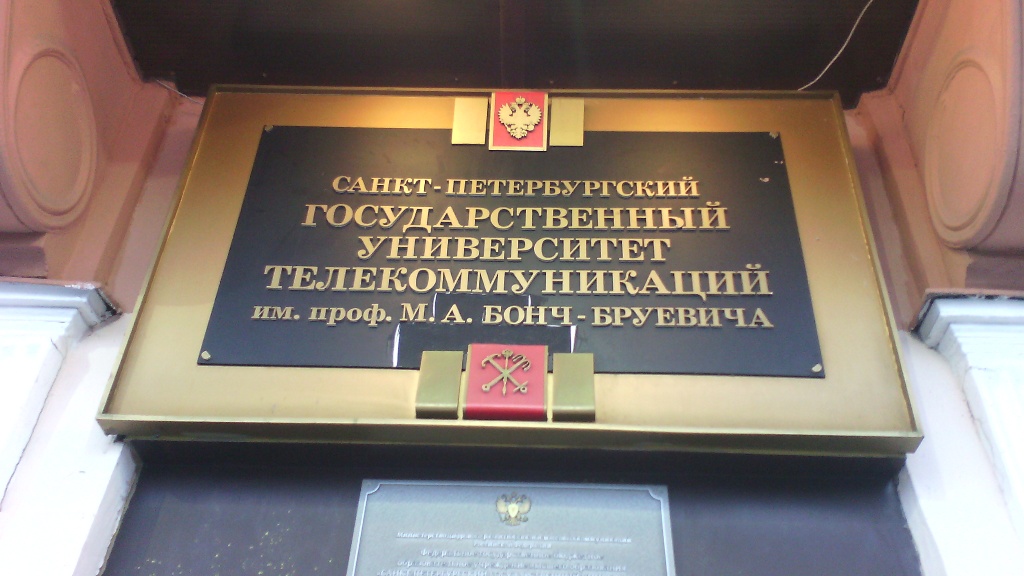 САНКТ-ПЕТЕРБУРГСКИЙ
ГОСУДАРСТВЕННЫЙ
УНИВЕРСИТЕТ
ТЕЛЕКОММУНИКАЦИЙ
им. проф. М. А. БОНЧ-БРУЕВИЧА